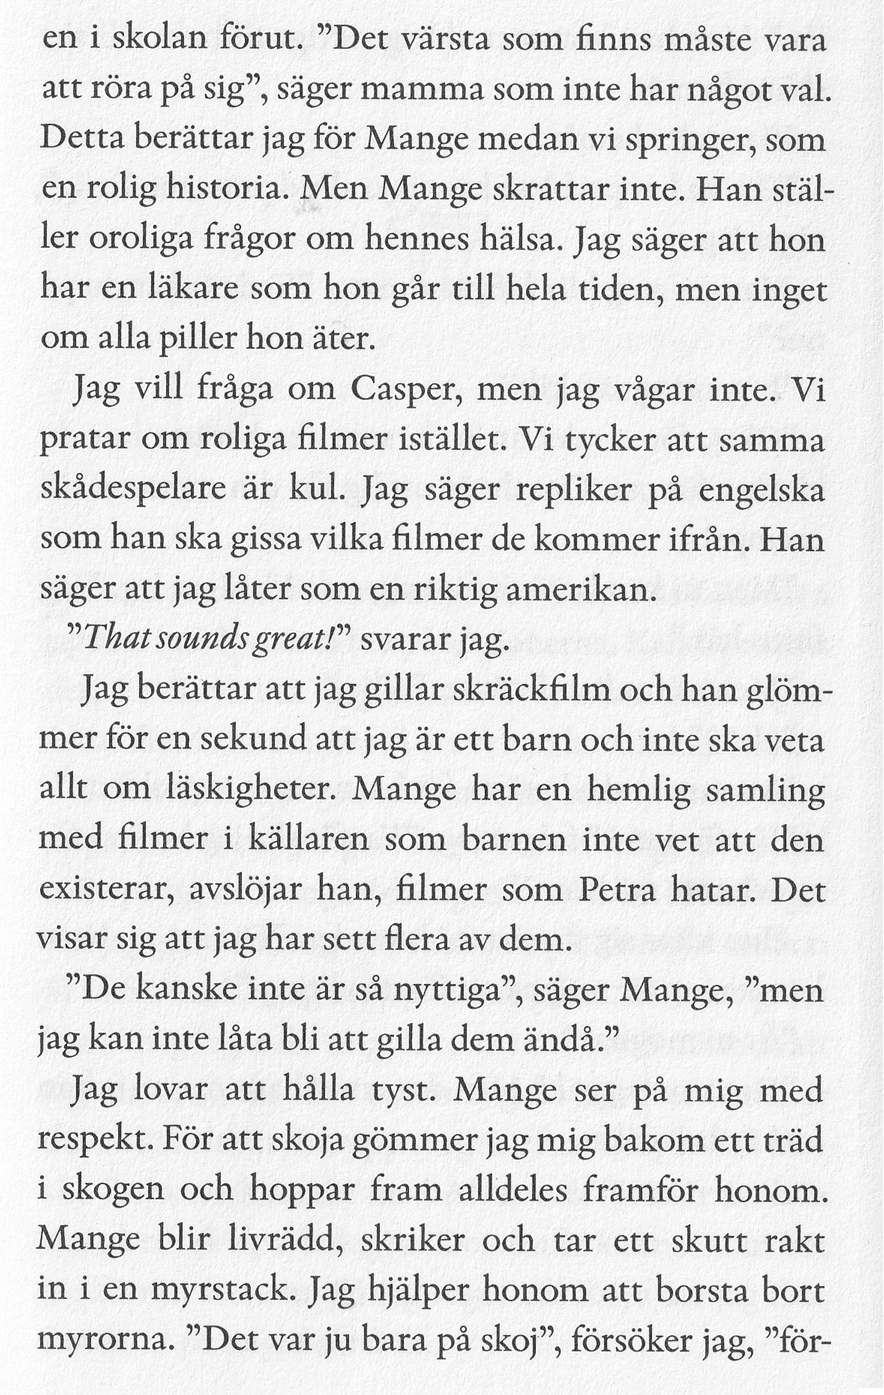 en i skolan förut. ”Det värsta som finns måste vara
att röra på sig”, säger mamma som inte har något val.
Detta berättar jag för Mange medan vi springer, som
en rolig historia. Men Mange skrattar inte. Han stäl-
ler oroliga frågor om hennes hälsa. Jag säger att hon
har en läkare som hon går till hela tiden, men inget
om alla piller hon äter.
Jag vill fråga om Casper, men jag vågar inte. Vi
pratar om roliga filmer istället. Vi tycker att samma
skådespelare är kul. Jag säger repliker på engelska
som han ska gissa vilka filmer de kommer ifrån. Han
säger att jag låter som en riktig amerikan.
”That sounds great!” svarar jag.
Jag berättar att jag gillar skräckfilm och han glöm-
mer för en sekund att jag är ett barn och inte ska veta
allt om läskigheter. Mange har en hemlig samling
med filmer i källaren som barnen inte vet att den
existerar, avslöjar han, filmer som Petra hatar. Det
visar sig att jag har sett flera av dem.
”De kanske inte är så nyttiga”, säger Mange, ”men
jag kan inte låta bli att gilla dem ändå.”
Jag lovar att hålla tyst. Mange ser på mig med
respekt. För att skoja gömmer jag mig bakom ett träd
i skogen och hoppar fram alldeles framför honom.
Mange blir livrädd, skriker och tar ett skutt rakt
in i en myrstack. Jag hjälper honom att borsta bort
myrorna. ”Det var ju bara på skoj”, försöker jag, ”för-